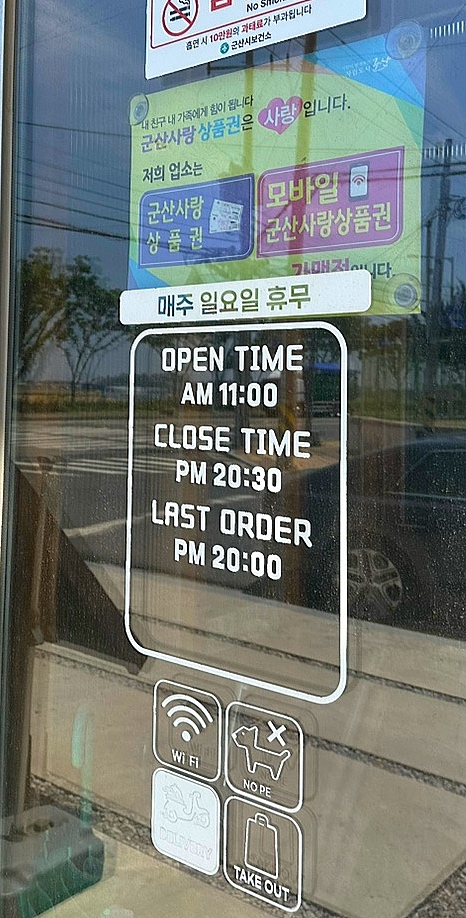 No Smoking
흡연 시 10만원의 과태료가 부과됩니다
군산시보건소
내 친구 내 가족에게 힘이 됩니다
군산사랑상품권은 사랑입니다.
저희 업소는
군산사랑
상품권
모바일
군산사랑상품권
가맹점입니다.
매주 일요일 휴무
OPEN TIME
AM 11:00
CLOSE TIME
PM 20:30
LAST ORDER
PM 20:00
Wi Fi
NO PE
DELIVERY
TAKE OUT